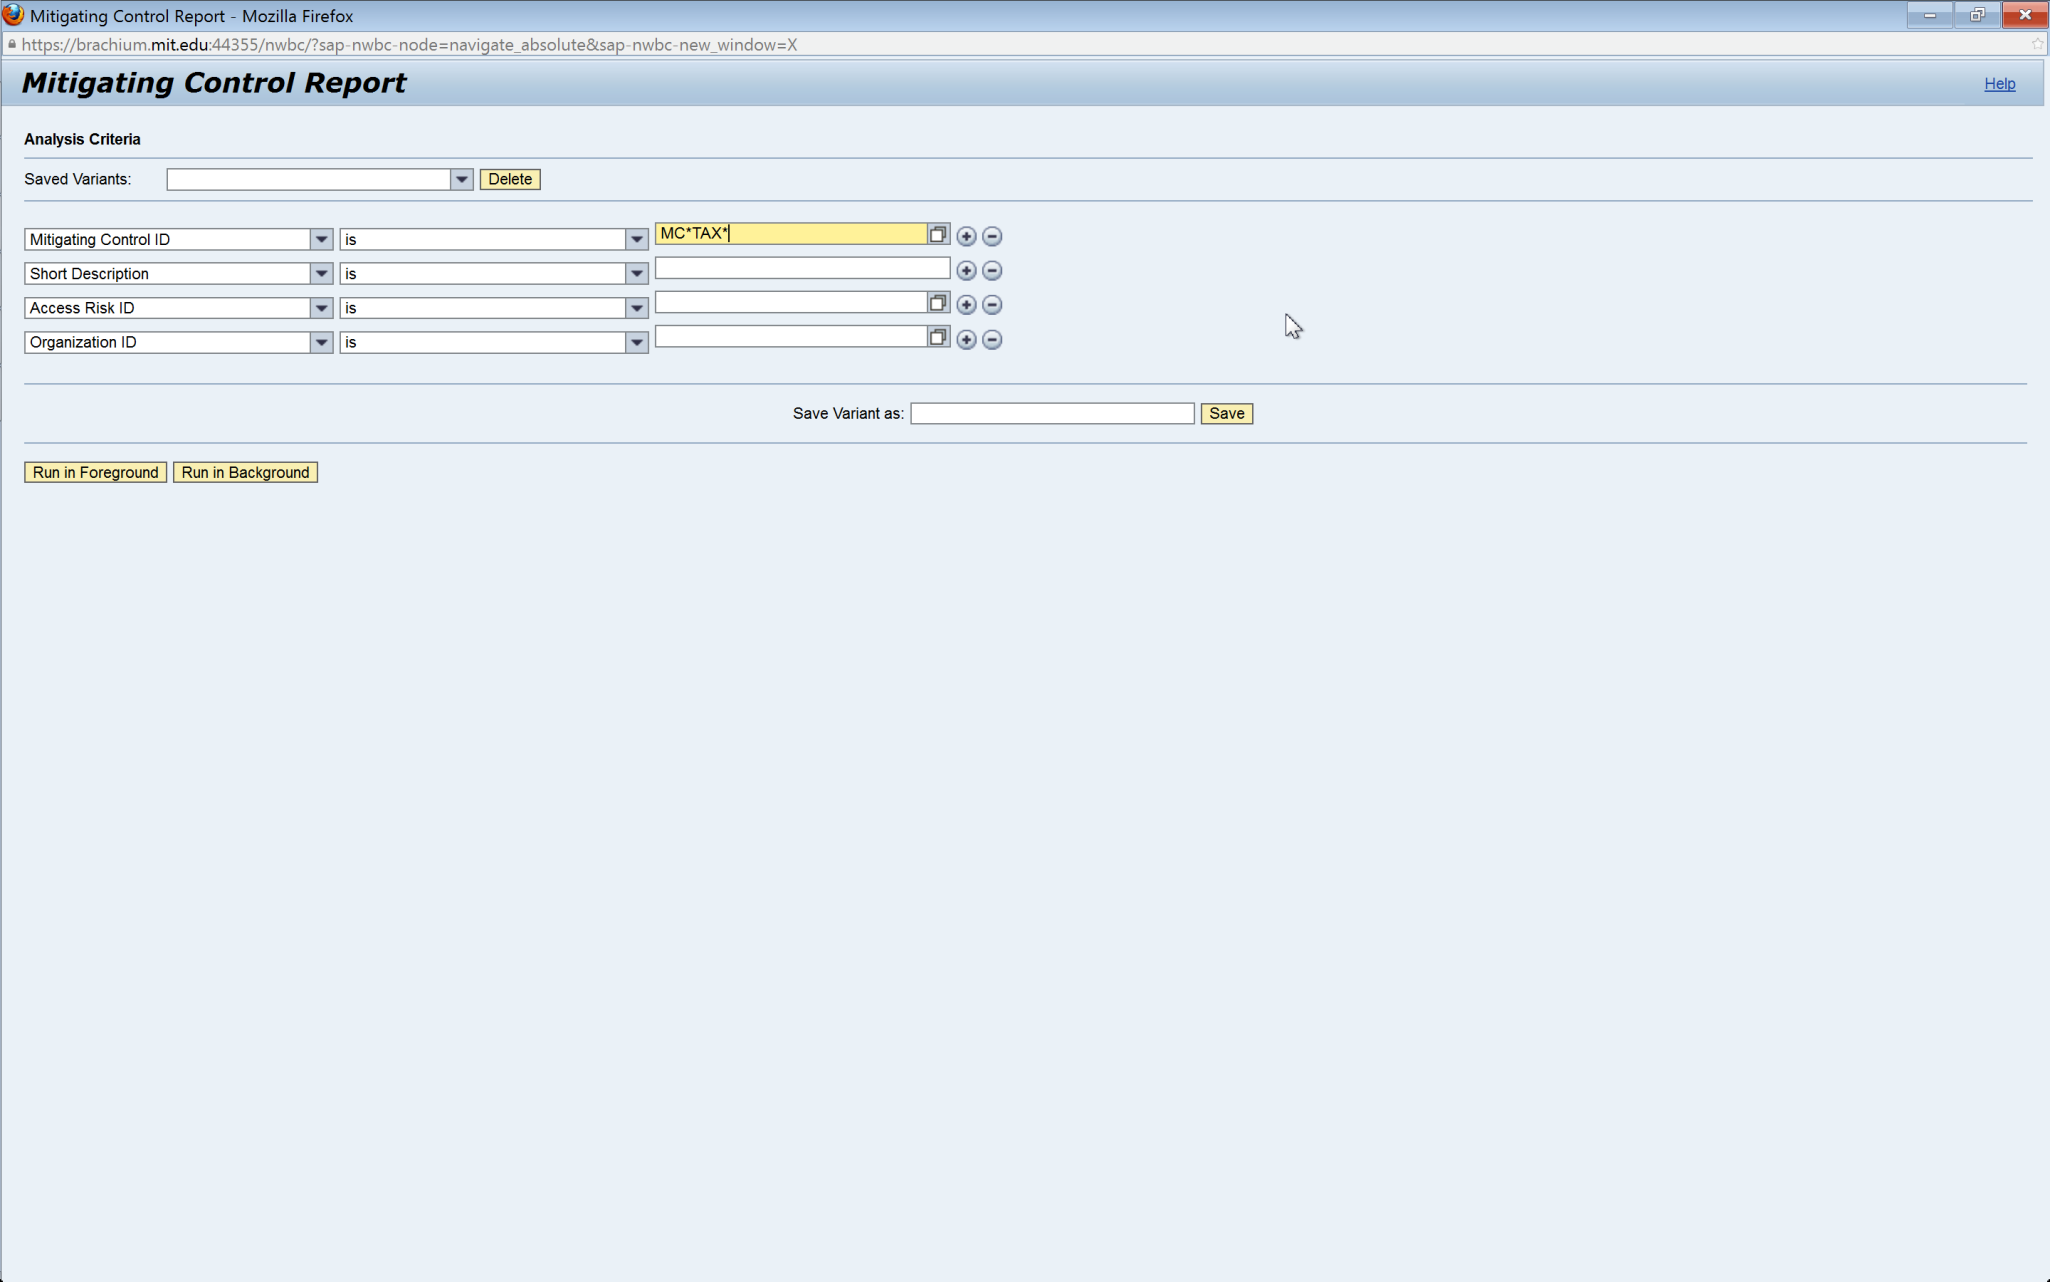 Mitigating Control Report - Mozilla Firefox
https://brachium.mit.edu:44355/nwbc/?sap-nwbc-node=navigate_absolute&sap-nwbc-new_window=X
Mitigating Control Report Help
Analysis Criteria
Saved Variants: Delete
Mitigating Control ID is MC*TAX*
Short Description is
Access Risk ID is
Organization ID is
Save Variant as: Save
Run in Foreground Run in Background